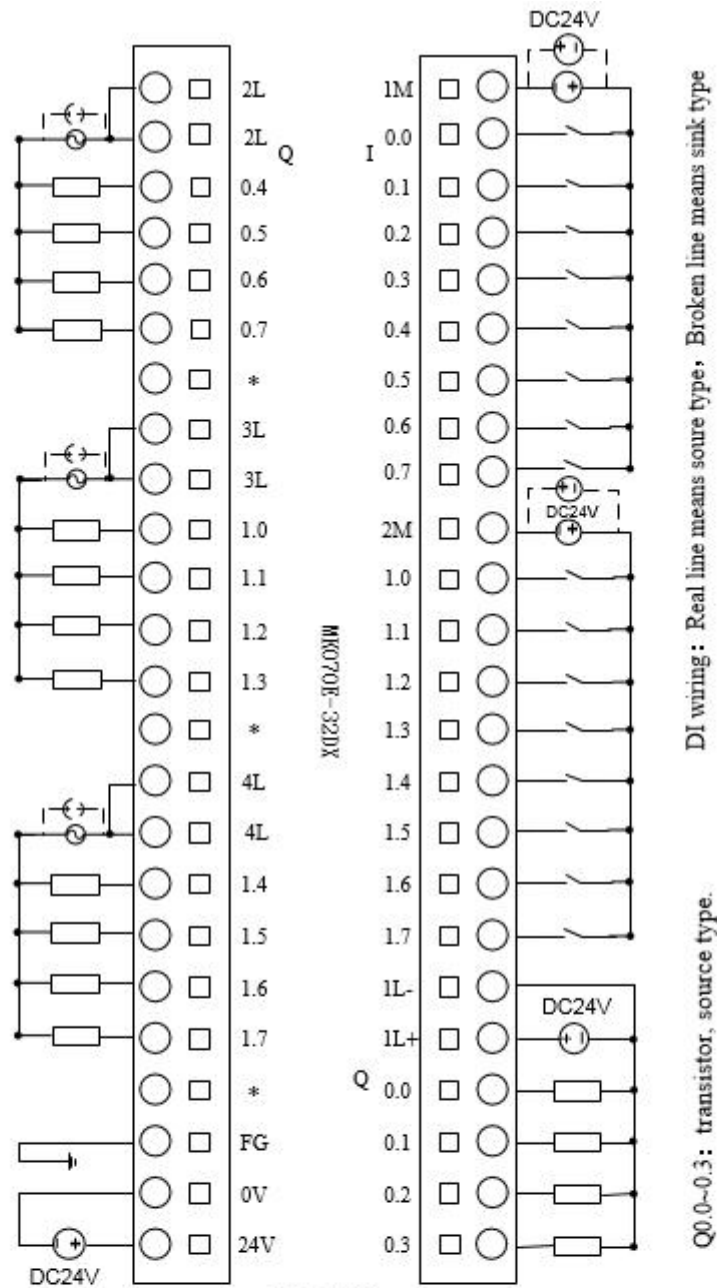 DC24V
2L
2L
Q
0.4
0.5
0.6
0.7
*
3L
3L
1.0
1.1
1.2
1.3
*
4L
4L
1.4
1.5
1.6
1.7
*
FG
0V
24V
DC24V
MK070E-32DX
1M
I
0.0
0.1
0.2
0.3
0.4
0.5
0.6
0.7
DC24V
2M
1.0
1.1
1.2
1.3
1.4
1.5
1.6
1.7
1L-
DC24V
1L+
Q
0.0
0.1
0.2
0.3
DI wiring: Real line means soure type, Broken line means sink type
Q0.0~0.3: transistor, source type.